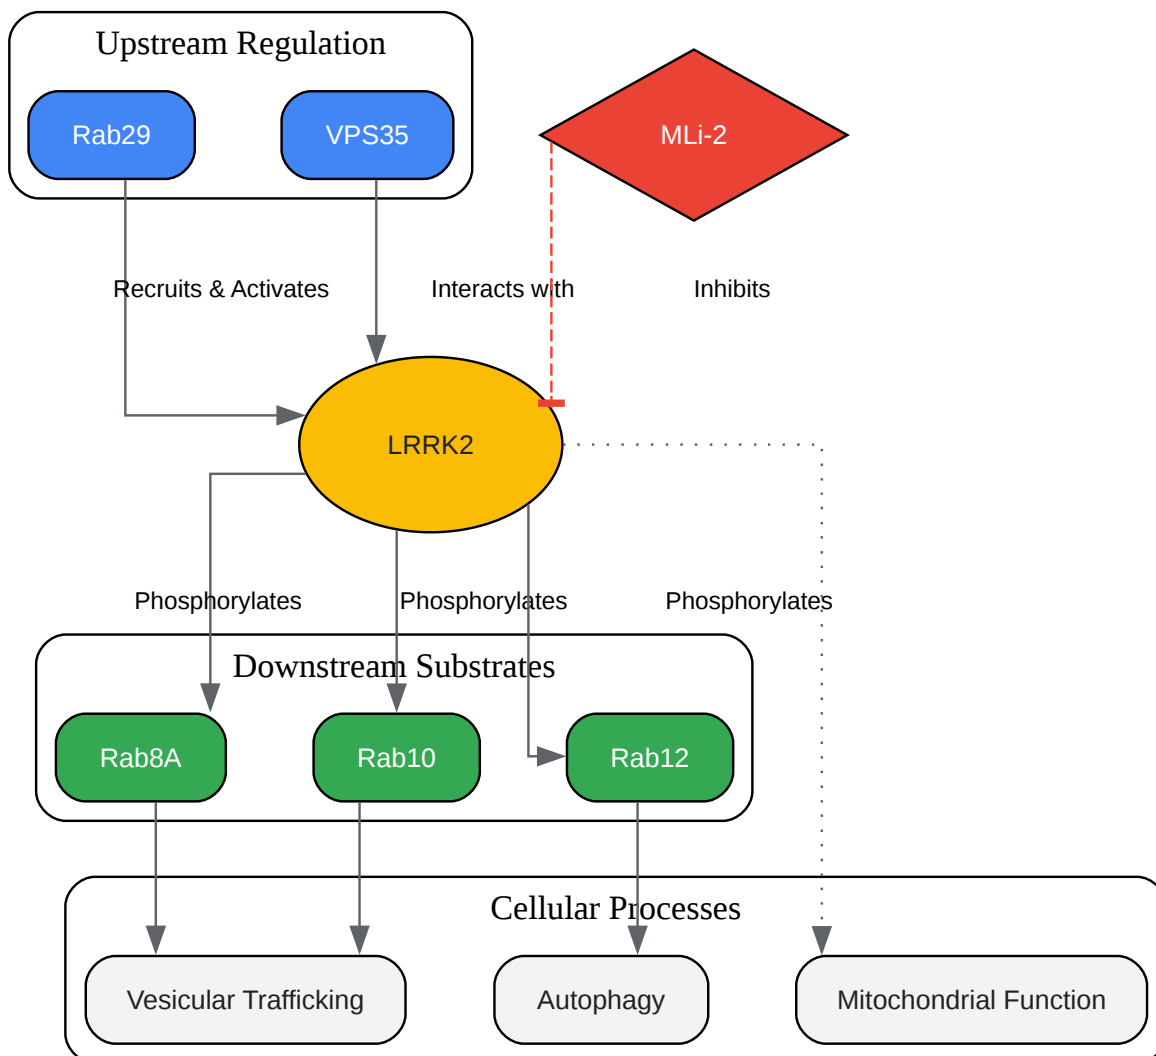 Upstream Regulation
Rab29
VPS35
MLi-2
Recruits & Activates
Interacts with
Inhibits
LRRK2
Phosphorylates
Phosphorylates
Phosphorylates
Downstream Substrates
Rab8A
Rab10
Rab12
Cellular Processes
Vesicular Trafficking
Autophagy
Mitochondrial Function